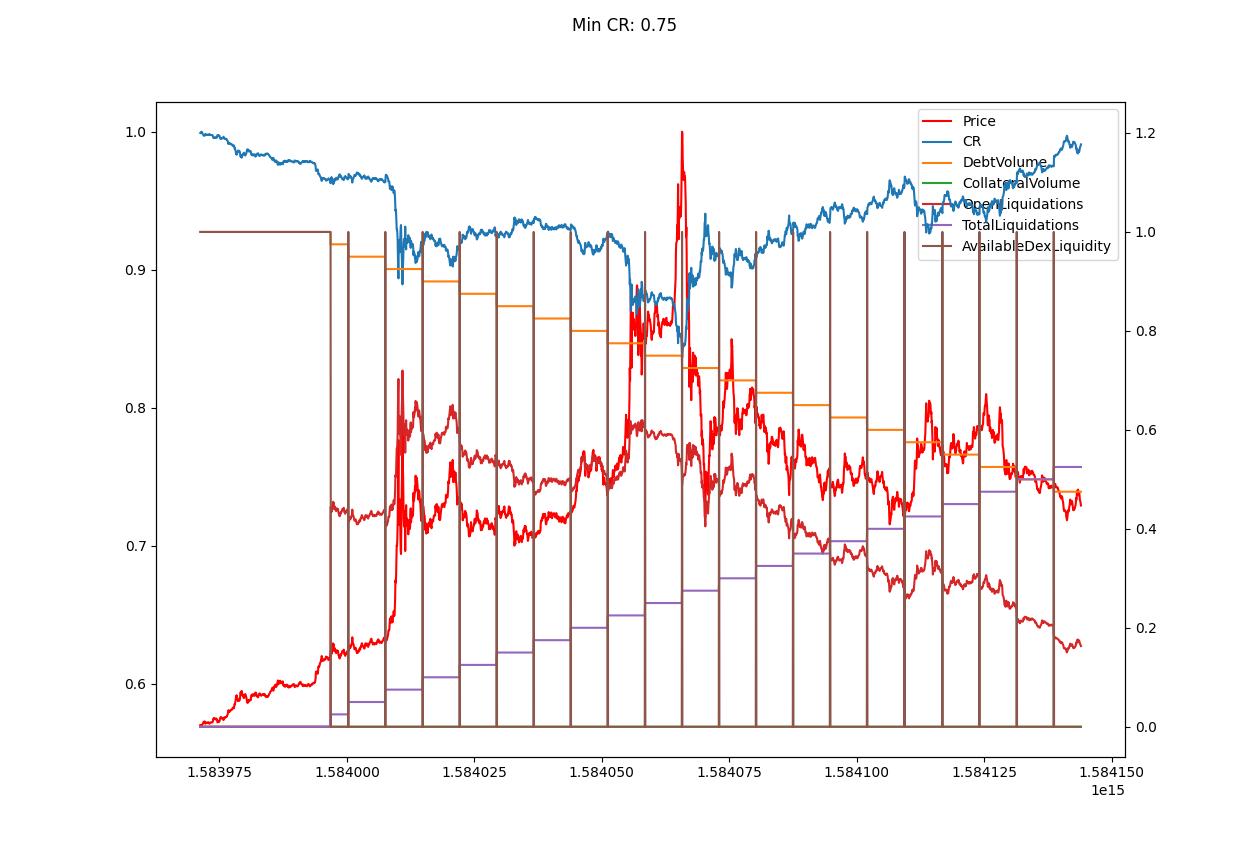 Min CR: 0.75
1.0
0.9
0.8
0.7
0.6
Price
CR
DebtVolume
CollateralVolume
OpenLiquidations
TotalLiquidations
AvailableDexLiquidity
1.2
1.0
0.8
0.6
0.4
0.2
0.0
1.583975 1.584000 1.584025 1.584050 1.584075 1.584100 1.584125 1.584150
1e15